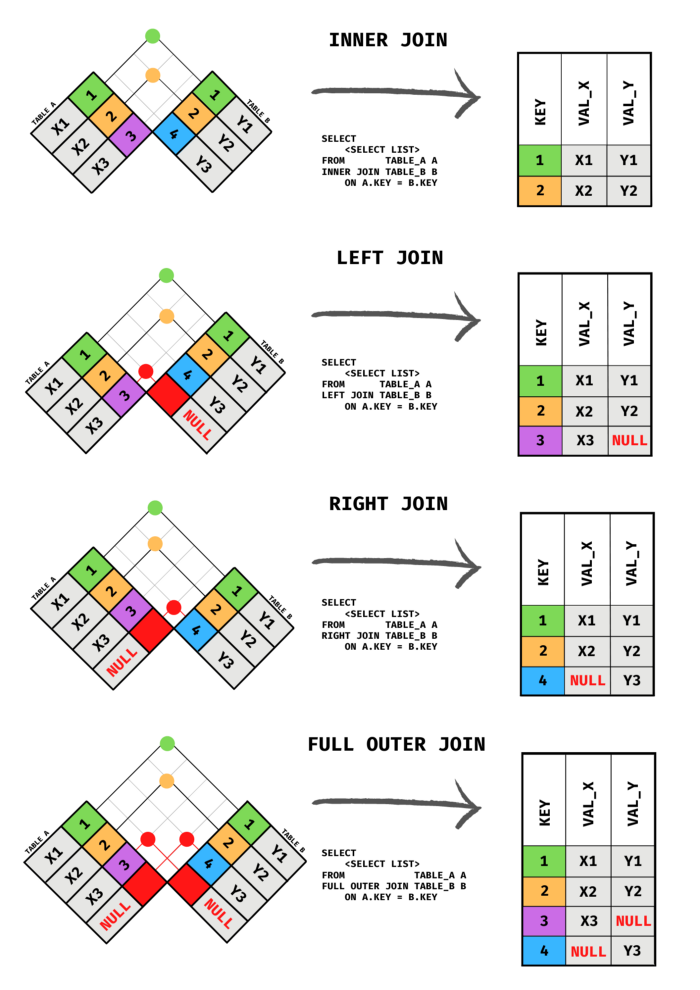 INNER JOIN
TABLE A
1
X1
2
X2
3
X3
1
Y1
2
Y2
4
Y3
TABLE B
SELECT
<SELECT LIST>
FROM TABLE_A A
INNER JOIN TABLE_B B
ON A.KEY = B.KEY
KEY VAL_X VAL_Y
1 X1 Y1
2 X2 Y2
LEFT JOIN
TABLE A
1
X1
2
X2
3
X3
1
Y1
2
Y2
4
Y3
NULL
TABLE B
SELECT
<SELECT LIST>
FROM TABLE_A A
LEFT JOIN TABLE_B B
ON A.KEY = B.KEY
KEY VAL_X VAL_Y
1 X1 Y1
2 X2 Y2
3 X3 NULL
RIGHT JOIN
TABLE A
1
X1
2
X2
3
X3
NULL
1
Y1
2
Y2
4
Y3
TABLE B
SELECT
<SELECT LIST>
FROM TABLE_A A
RIGHT JOIN TABLE_B B
ON A.KEY = B.KEY
KEY VAL_X VAL_Y
1 X1 Y1
2 X2 Y2
4 NULL Y3
FULL OUTER JOIN
TABLE A
1
X1
2
X2
3
X3
NULL
1
Y1
2
Y2
4
Y3
NULL
TABLE B
SELECT
<SELECT LIST>
FROM TABLE_A A
FULL OUTER JOIN TABLE_B B
ON A.KEY = B.KEY
KEY VAL_X VAL_Y
1 X1 Y1
2 X2 Y2
3 X3 NULL
4 NULL Y3